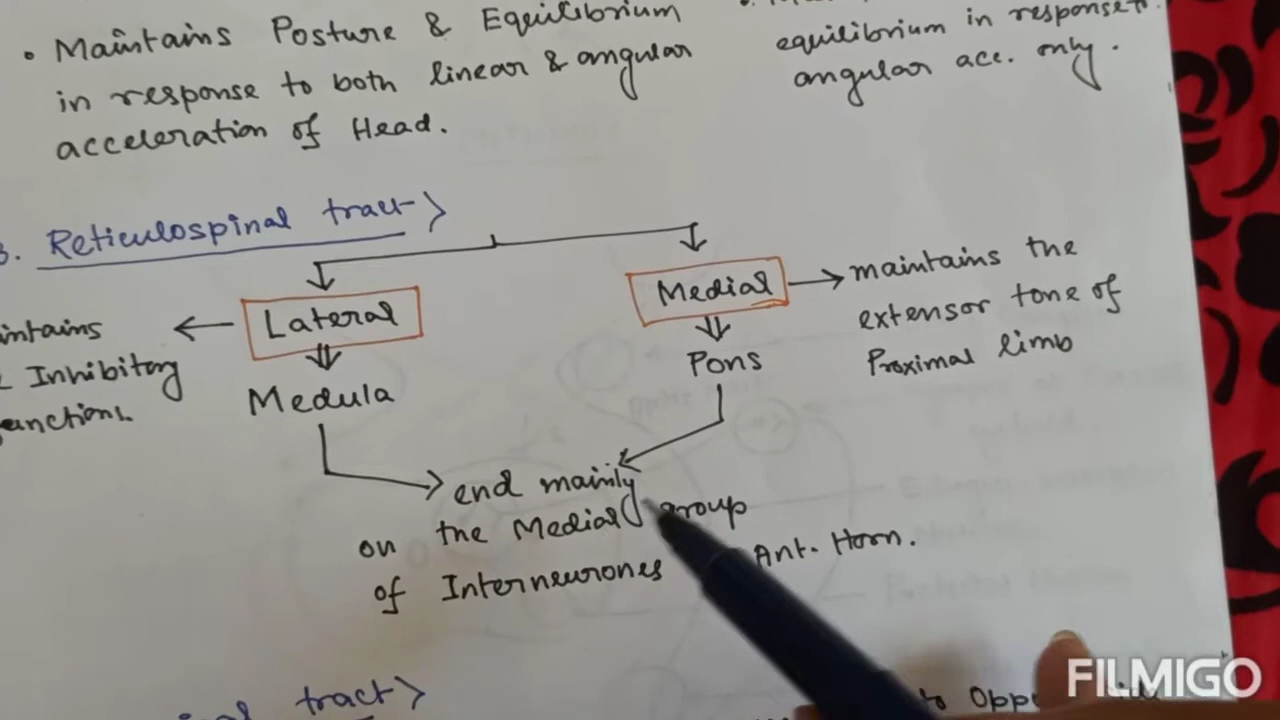 • Maintains Posture & Equilibrium
in response to both linear & angular
acceleration of Head.
equilibrium in response to
angular acc. only.
3. Reticulospinal tract >
Lateral
Medial
maintains the
extensor tone of
Proximal limb
Inhibitory
Medula
Pons
end mainly
on the Medial group
of Interneurones
Ant. Horn.
tract >
to
FILMIGO